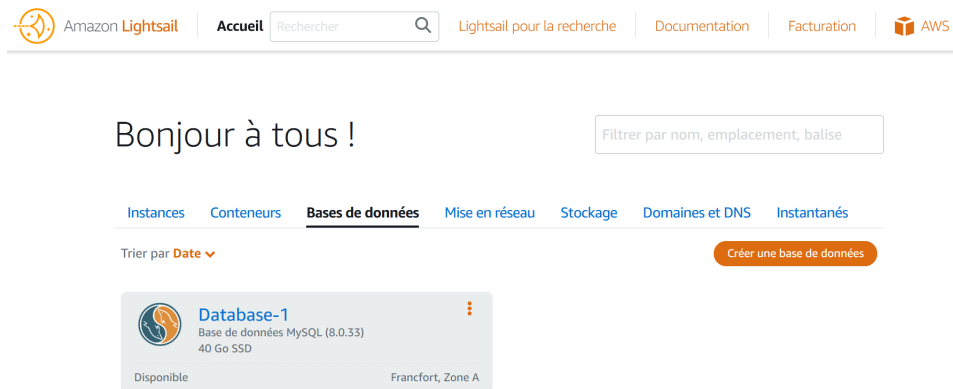 Amazon Lightsail Accueil Rechercher Lightsail pour la recherche Documentation Facturation AWS
Bonjour à tous !
Filtrer par nom, emplacement, balise
Instances Conteneurs Bases de données Mise en réseau Stockage Domaines et DNS Instantanés
Trier par Date
Créer une base de données
Database-1
Base de données MySQL (8.0.33)
40 Go SSD
Disponible Francfort, Zone A